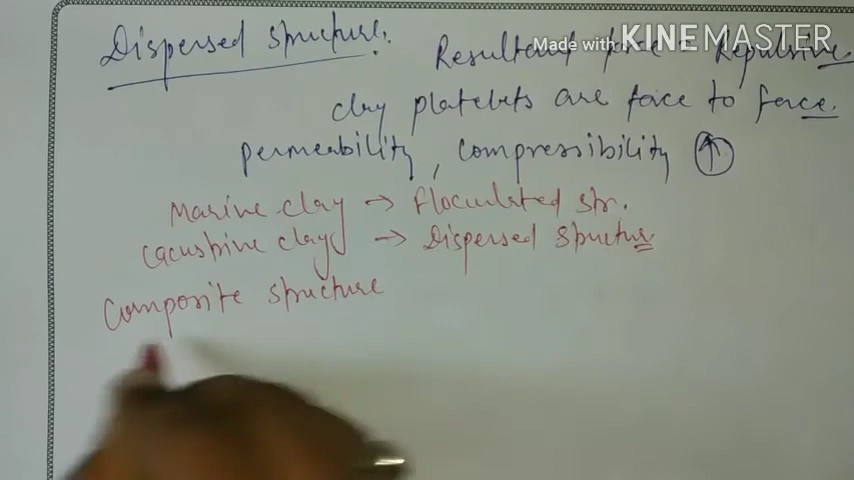 Dispersed structure. Resultant force - Repulsive
Made with KINEMASTER
clay platelets are face to face.
permeability, compressibility ↑
Marine clay → flocculated str.
Lacustrine clay → Dispersed structure
Composite structure